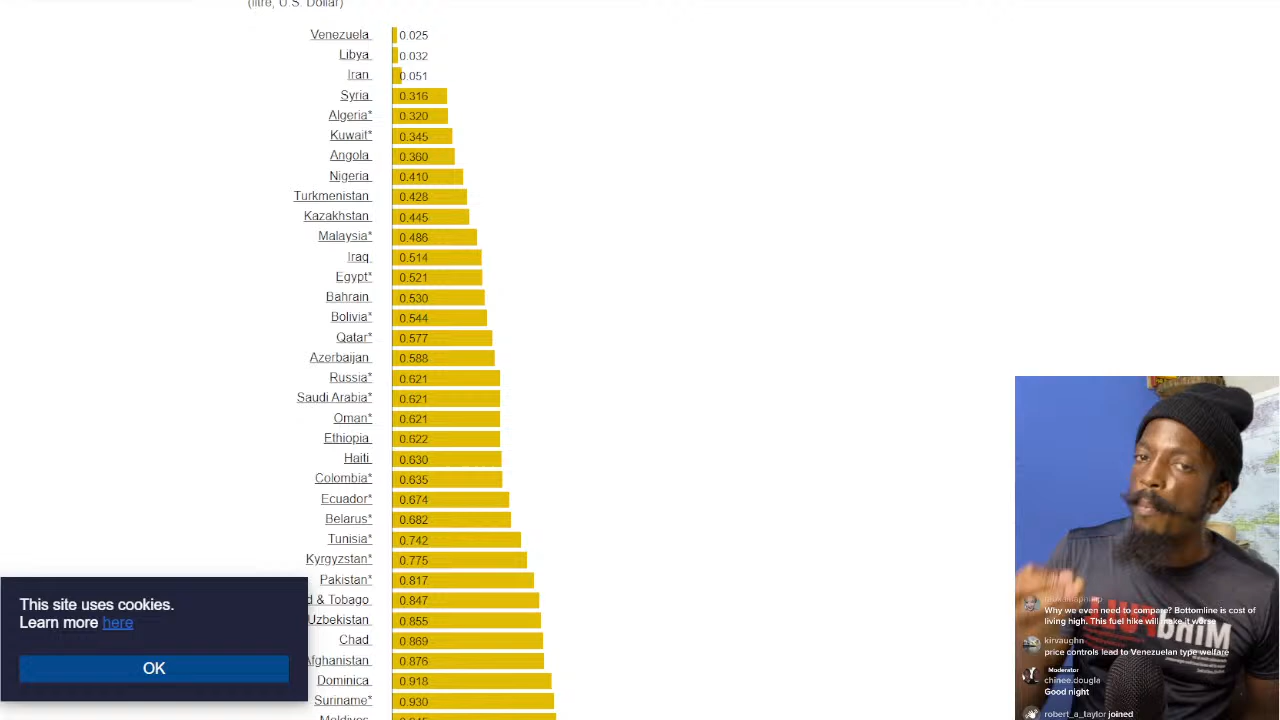 (litre, U.S. Dollar)
Venezuela 0.025
Libya 0.032
Iran 0.051
Syria 0.316
Algeria* 0.320
Kuwait* 0.345
Angola 0.360
Nigeria 0.410
Turkmenistan 0.428
Kazakhstan 0.445
Malaysia* 0.486
Iraq 0.514
Egypt* 0.521
Bahrain 0.530
Bolivia* 0.544
Qatar* 0.577
Azerbaijan 0.588
Russia* 0.621
Saudi Arabia* 0.621
Oman* 0.621
Ethiopia 0.622
Haiti 0.630
Colombia* 0.635
Ecuador* 0.674
Belarus* 0.682
Tunisia* 0.742
Kyrgyzstan* 0.775
Pakistan* 0.817
d & Tobago 0.847
Uzbekistan 0.855
Chad 0.869
Afghanistan 0.876
Dominica 0.918
Suriname* 0.930
Maldives
This site uses cookies.
Learn more here
OK
Why we even need to compare? Bottomline is cost of
living high. This fuel hike will make it worse
kirvaughn
price controls lead to Venezuelan type welfare
Moderator
chinee.dougla
Good night
robert_a_taylor joined